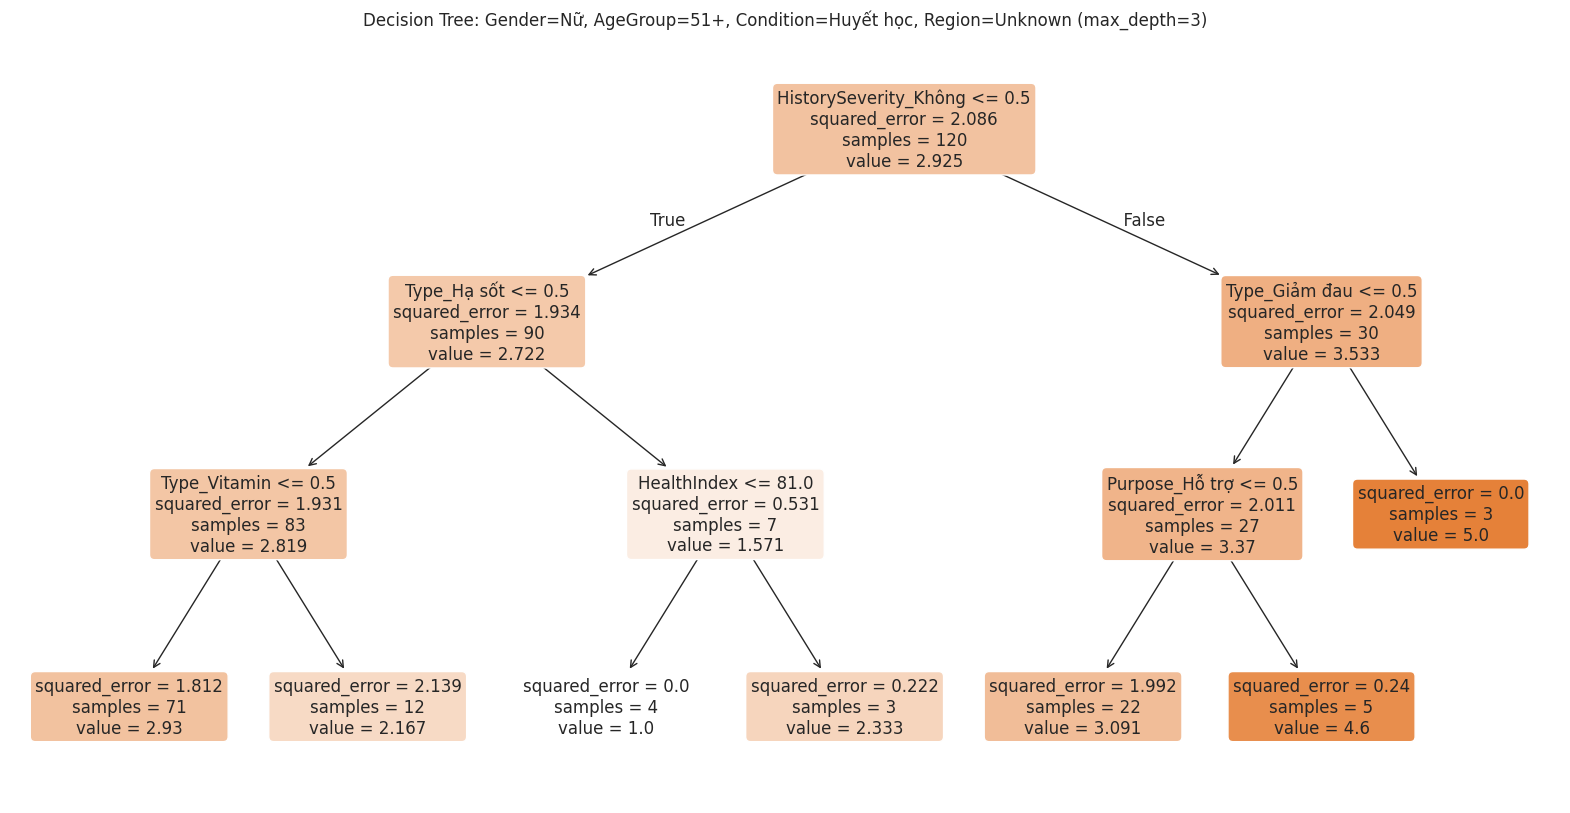 Decision Tree: Gender=Nữ, AgeGroup=51+, Condition=Huyết học, Region=Unknown (max_depth=3)
HistorySeverity_Không <= 0.5
squared_error = 2.086
samples = 120
value = 2.925
True
False
Type_Hạ sốt <= 0.5
squared_error = 1.934
samples = 90
value = 2.722
Type_Giảm đau <= 0.5
squared_error = 2.049
samples = 30
value = 3.533
Type_Vitamin <= 0.5
squared_error = 1.931
samples = 83
value = 2.819
HealthIndex <= 81.0
squared_error = 0.531
samples = 7
value = 1.571
Purpose_Hỗ trợ <= 0.5
squared_error = 2.011
samples = 27
value = 3.37
squared_error = 0.0
samples = 3
value = 5.0
squared_error = 1.812
samples = 71
value = 2.93
squared_error = 2.139
samples = 12
value = 2.167
squared_error = 0.0
samples = 4
value = 1.0
squared_error = 0.222
samples = 3
value = 2.333
squared_error = 1.992
samples = 22
value = 3.091
squared_error = 0.24
samples = 5
value = 4.6